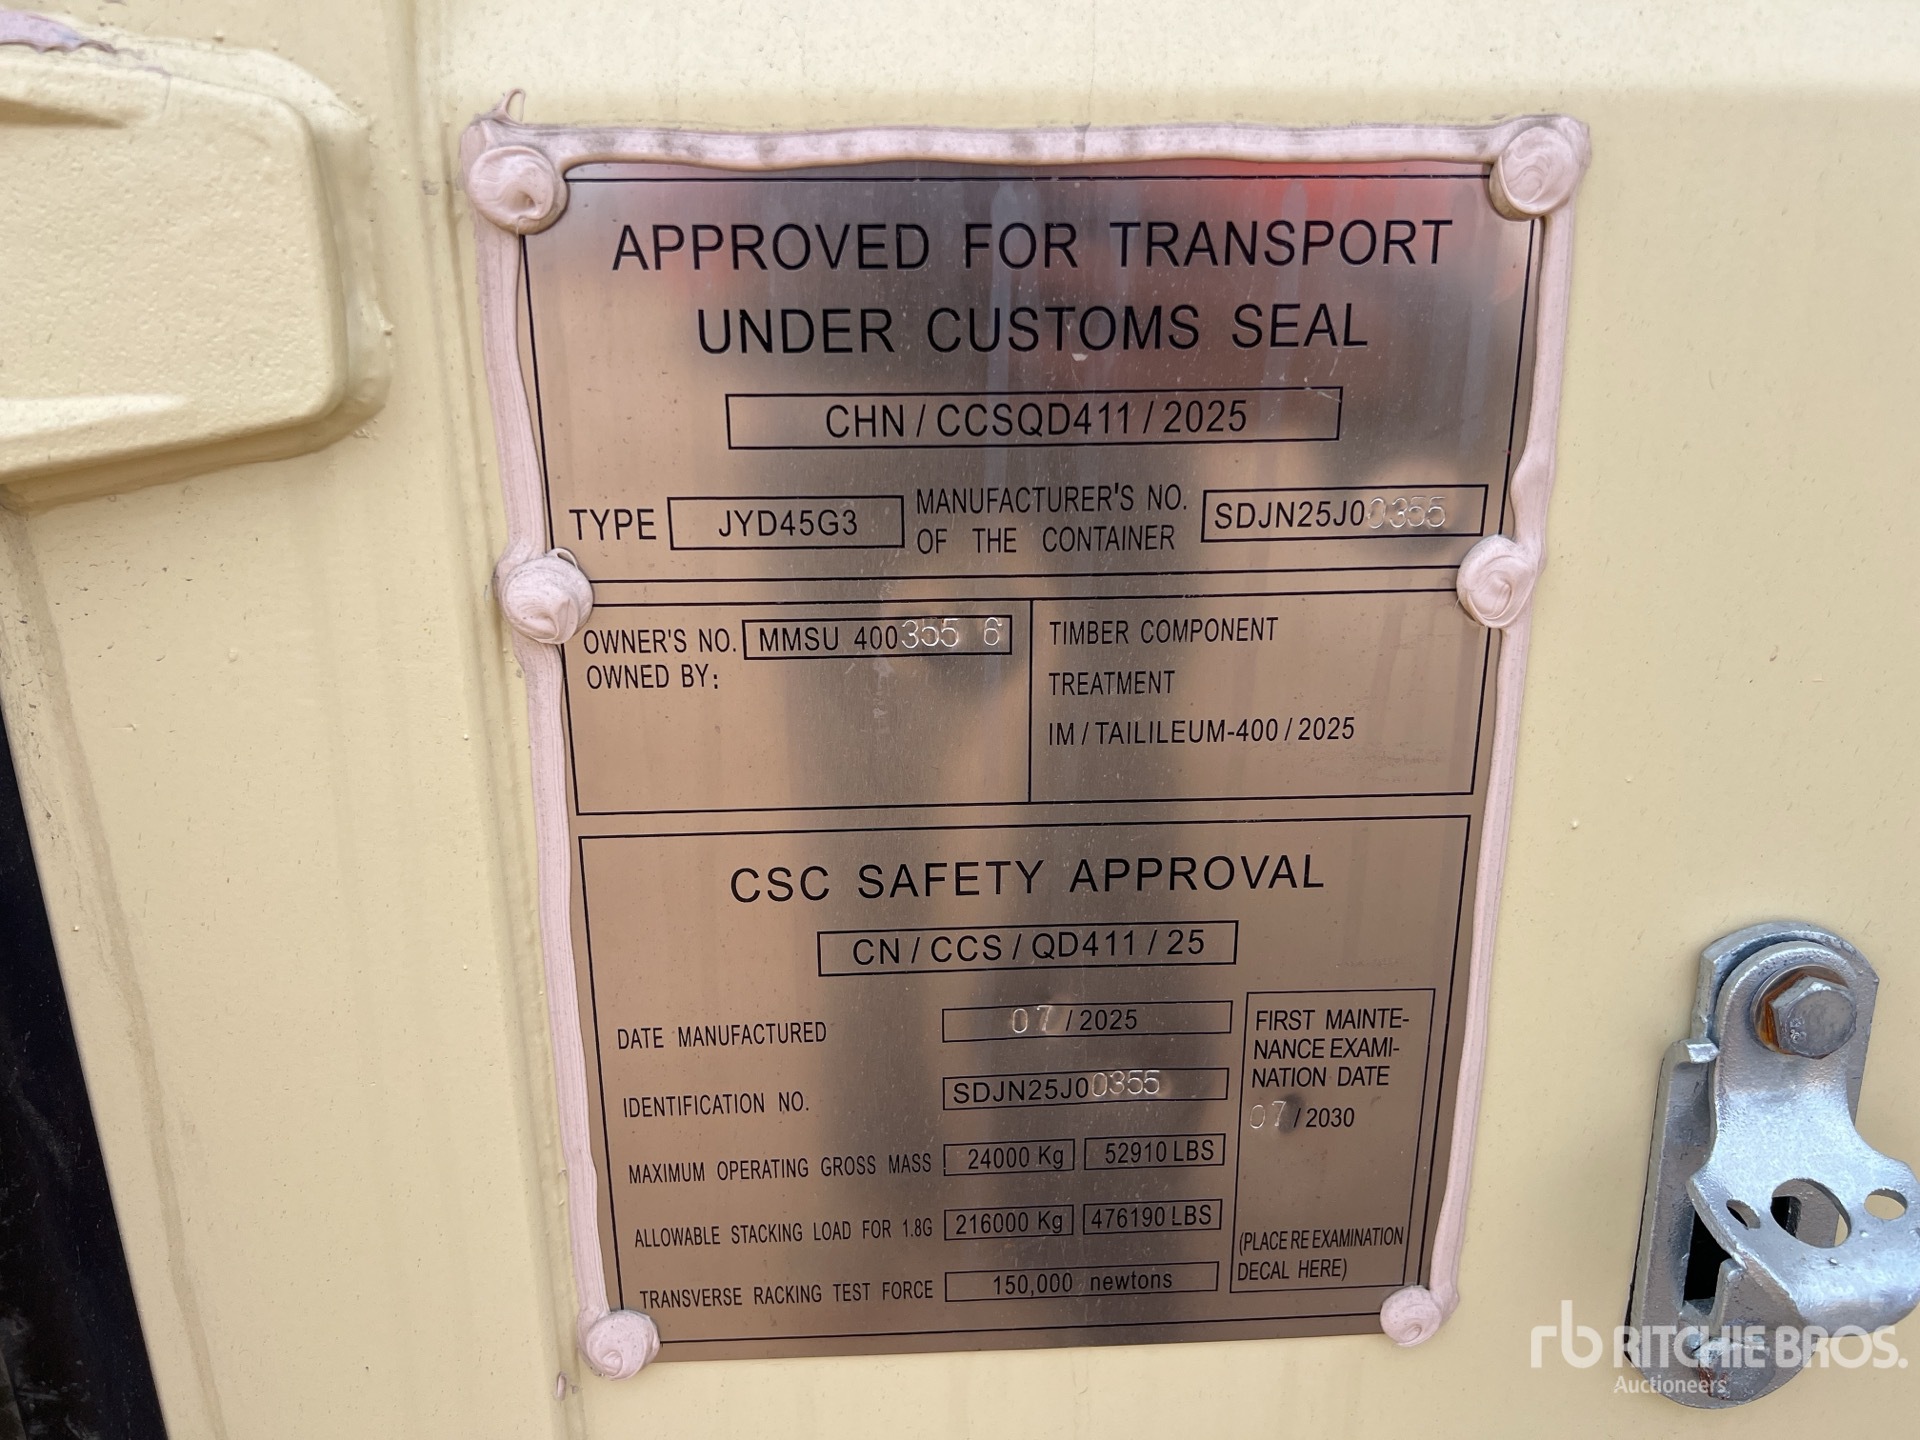 APPROVED FOR TRANSPORT
UNDER CUSTOMS SEAL
CHN/CCSQD411/2025
TYPE JYD45G3 MANUFACTURER'S NO. OF THE CONTAINER SDJN25J00355
OWNER'S NO. MMSU 400355 6
OWNED BY:
TIMBER COMPONENT
TREATMENT
IM/TAILILEUM-400/2025
CSC SAFETY APPROVAL
CN/CCS/QD411/25
DATE MANUFACTURED 07/2025
IDENTIFICATION NO. SDJN25J00355
MAXIMUM OPERATING GROSS MASS 24000 Kg 52910 LBS
ALLOWABLE STACKING LOAD FOR 1.8G 216000 Kg 476190 LBS
TRANSVERSE RACKING TEST FORCE 150,000 newtons
FIRST MAINTE-
NANCE EXAMI-
NATION DATE
07/2030
(PLACE RE EXAMINATION
DECAL HERE)
rb RITCHIE BROS.
Auctioneers